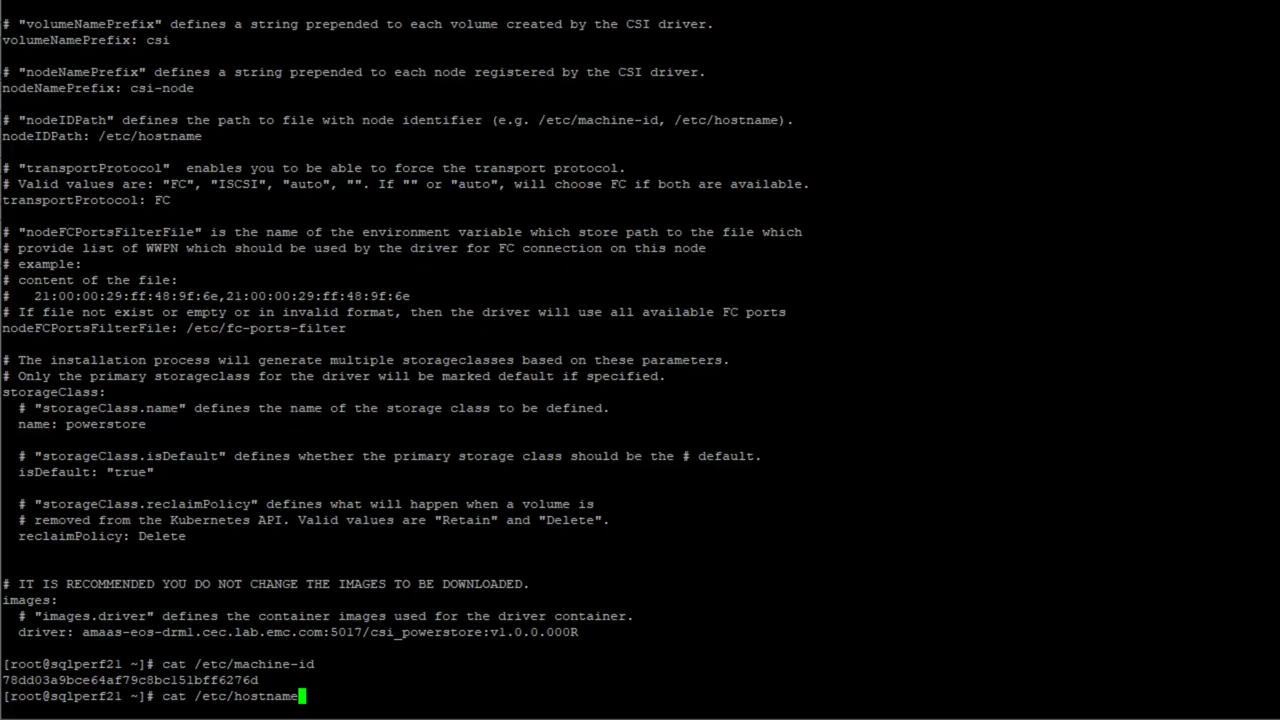 # "volumeNamePrefix" defines a string prepended to each volume created by the CSI driver.
volumeNamePrefix: csi
# "nodeNamePrefix" defines a string prepended to each node registered by the CSI driver.
nodeNamePrefix: csi-node
# "nodeIDPath" defines the path to file with node identifier (e.g. /etc/machine-id, /etc/hostname).
nodeIDPath: /etc/hostname
# "transportProtocol"  enables you to be able to force the transport protocol.
# Valid values are: "FC", "ISCSI", "auto", "". If "" or "auto", will choose FC if both are available.
transportProtocol: FC
# "nodeFCPortsFilterFile" is the name of the environment variable which store path to the file which
# provide list of WWPN which should be used by the driver for FC connection on this node
# example:
# content of the file:
#   21:00:00:29:ff:48:9f:6e,21:00:00:29:ff:48:9f:6e
# If file not exist or empty or in invalid format, then the driver will use all available FC ports
nodeFCPortsFilterFile: /etc/fc-ports-filter
# The installation process will generate multiple storageclasses based on these parameters.
# Only the primary storageclass for the driver will be marked default if specified.
storageClass:
  # "storageClass.name" defines the name of the storage class to be defined.
  name: powerstore
  # "storageClass.isDefault" defines whether the primary storage class should be the # default.
  isDefault: "true"
  # "storageClass.reclaimPolicy" defines what will happen when a volume is
  # removed from the Kubernetes API. Valid values are "Retain" and "Delete".
  reclaimPolicy: Delete
# IT IS RECOMMENDED YOU DO NOT CHANGE THE IMAGES TO BE DOWNLOADED.
images:
  # "images.driver" defines the container images used for the driver container.
  driver: amaas-eos-drm1.cec.lab.emc.com:5017/csi_powerstore:v1.0.0.000R
[root@sqlperf21 ~]# cat /etc/machine-id
78dd03a9bce64af79c8bc151bff6276d
[root@sqlperf21 ~]# cat /etc/hostname